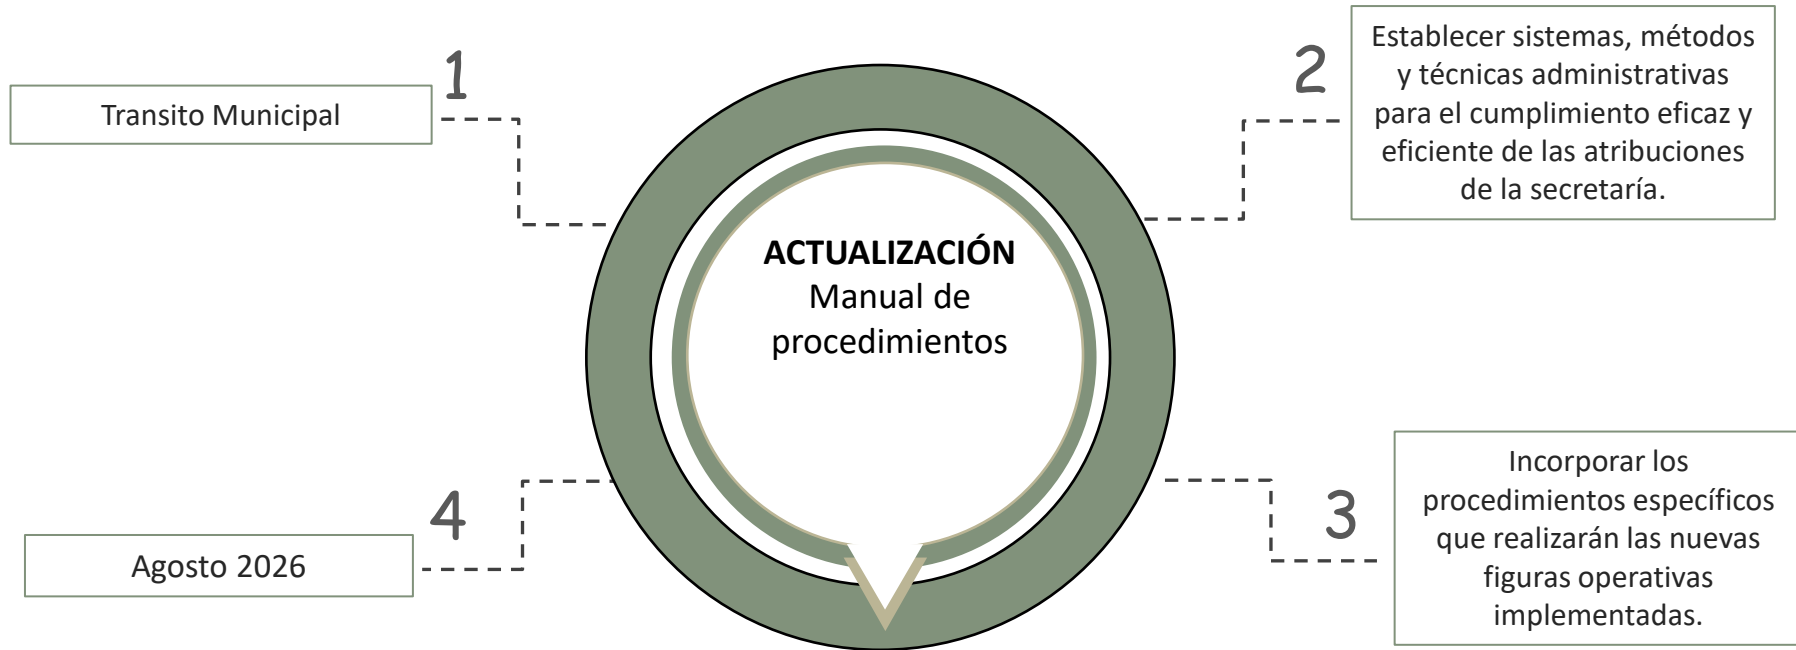 1
Transito Municipal
2
Establecer sistemas, métodos
y técnicas administrativas
para el cumplimiento eficaz y
eficiente de las atribuciones
de la secretaría.
ACTUALIZACIÓN
Manual de
procedimientos
3
Incorporar los
procedimientos específicos
que realizarán las nuevas
figuras operativas
implementadas.
4
Agosto 2026